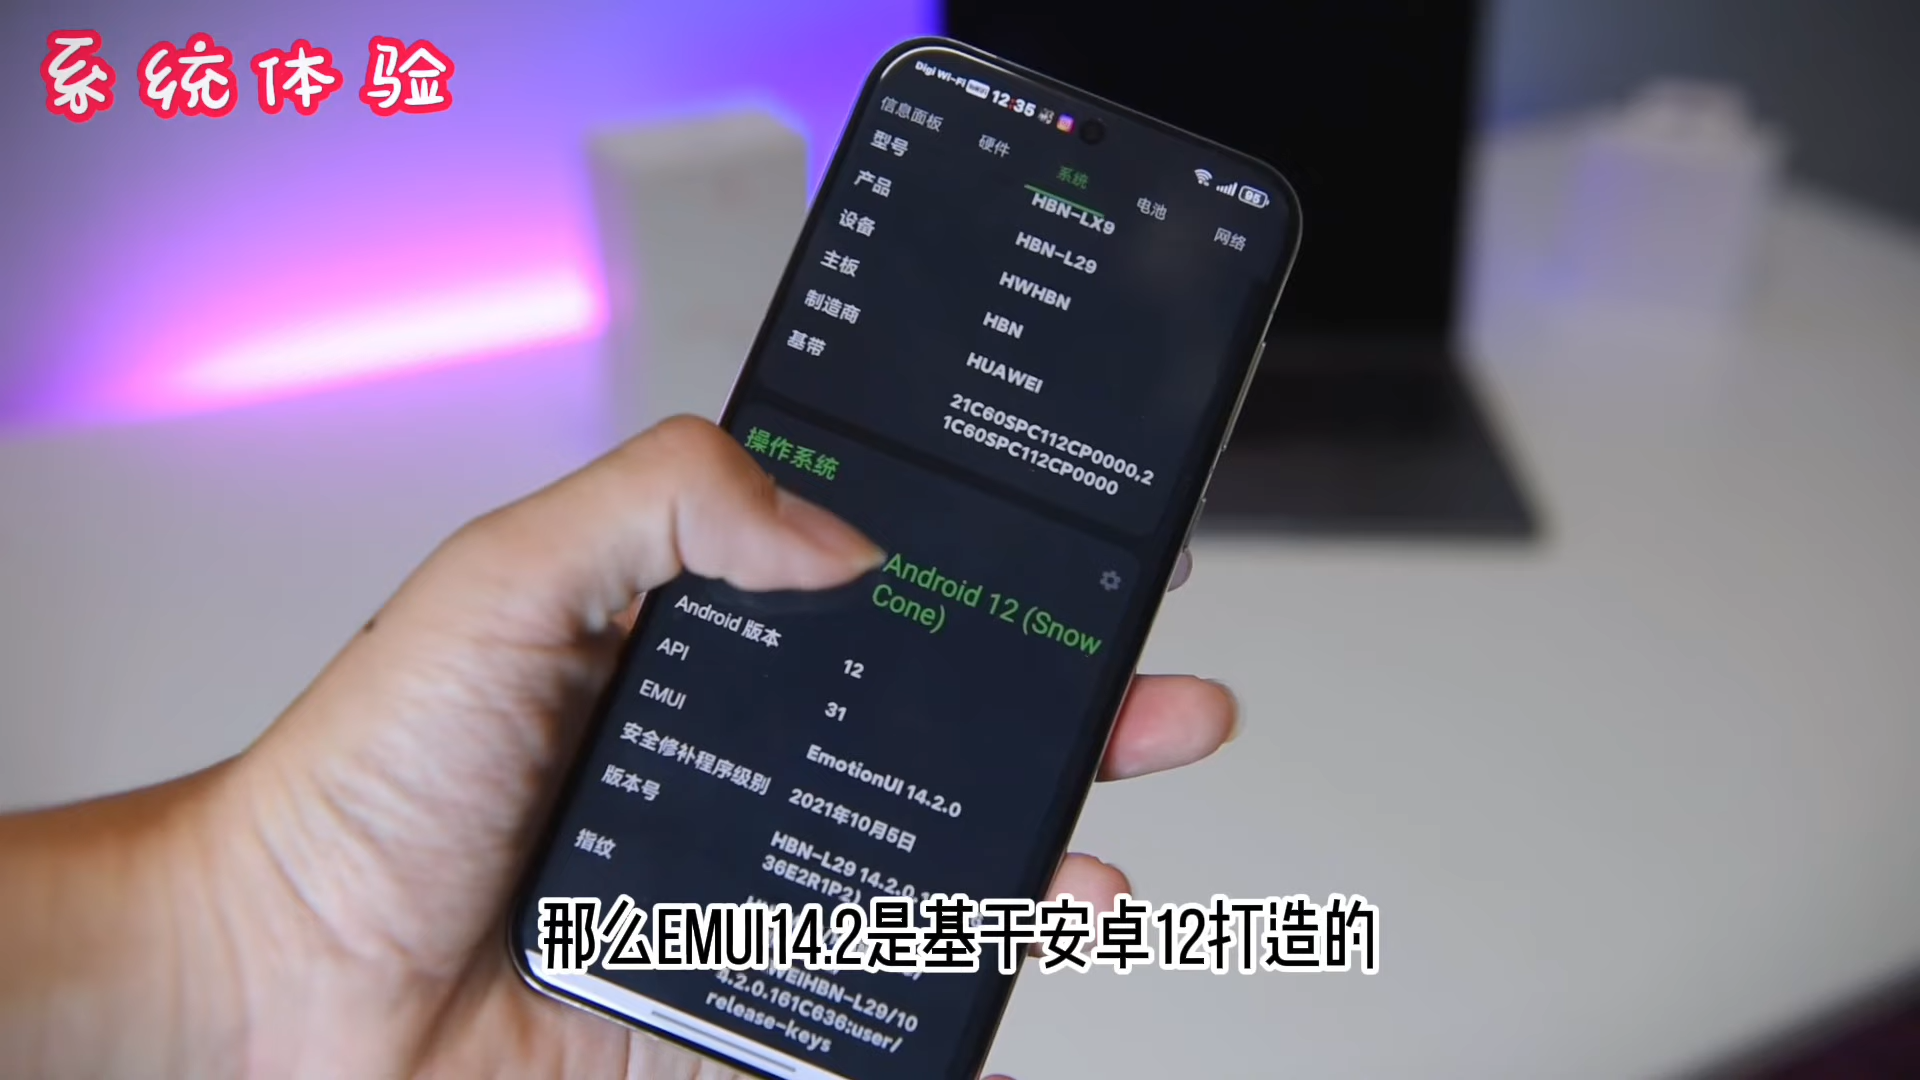 系统体验
Digi Wi-Fi 12:35
95
信息面板 硬件 系统 电池 网络
型号 HBN-LX9
产品 HBN-L29
设备 HWHBN
主板 HBN
制造商 HUAWEI
基带 21C60SPC112CP0000,2
1C60SPC112CP0000
操作系统
Android 12 (Snow
Cone)
Android 版本 12
API 31
EMUI EmotionUI 14.2.0
安全修补程序级别 2021年10月5日
版本号 HBN-L29 14.2.0.1
36E2R1P2)
指纹
4.2.0.161C636:user/
release-keys
那么EMUI14.2是基于安卓12打造的